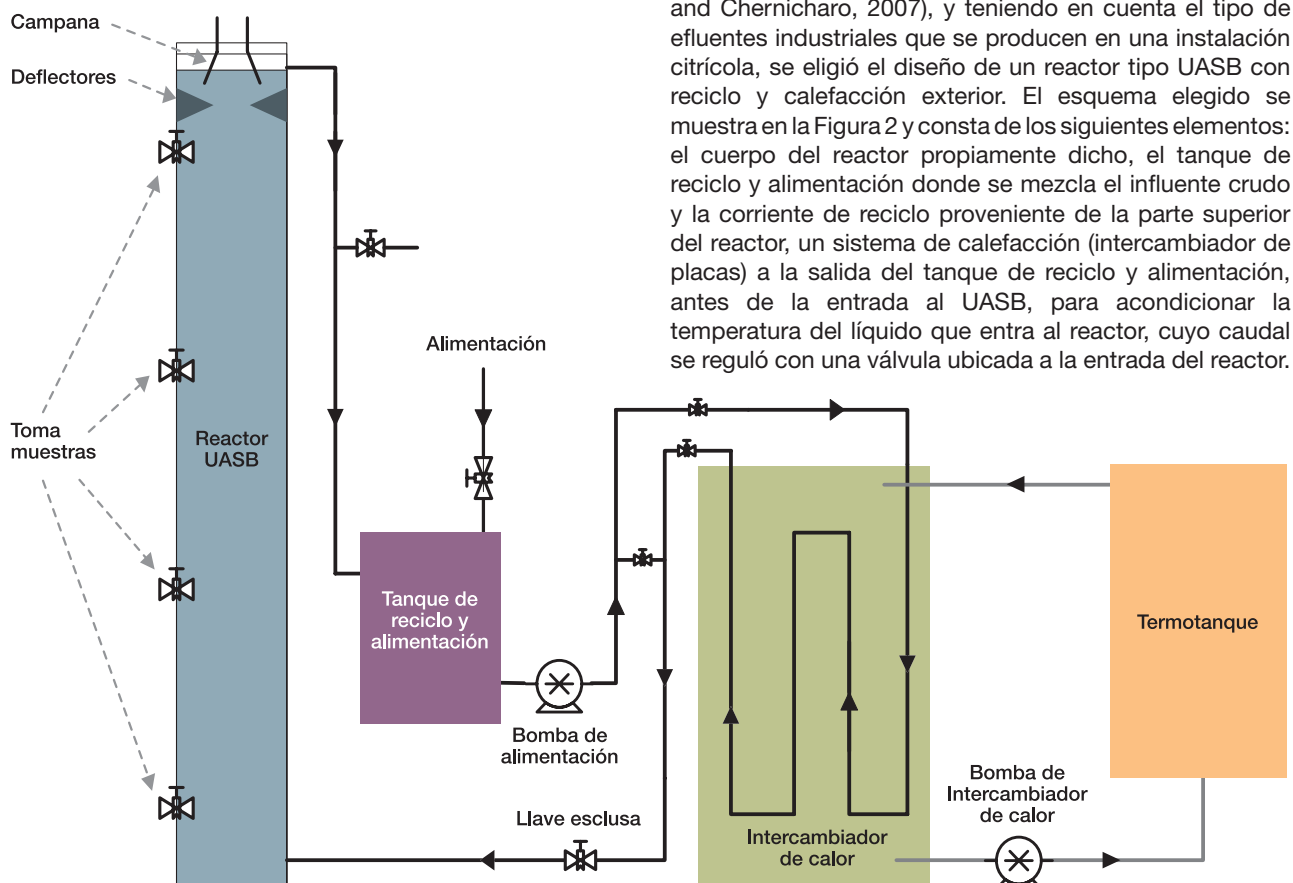 and Chernicharo, 2007), y teniendo en cuenta el tipo de
efluentes industriales que se producen en una instalación
citrícola, se eligió el diseño de un reactor tipo UASB con
reciclo y calefacción exterior. El esquema elegido se
muestra en la Figura 2 y consta de los siguientes elementos:
el cuerpo del reactor propiamente dicho, el tanque de
reciclo y alimentación donde se mezcla el influente crudo
y la corriente de reciclo proveniente de la parte superior
del reactor, un sistema de calefacción (intercambiador de
placas) a la salida del tanque de reciclo y alimentación,
antes de la entrada al UASB, para acondicionar la
temperatura del líquido que entra al reactor, cuyo caudal
se reguló con una válvula ubicada a la entrada del reactor.
Campana
Deflectores
Toma
muestras
Reactor
UASB
Alimentación
Tanque de
reciclo y
alimentación
Bomba de
alimentación
Llave esclusa
Intercambiador
de calor
Bomba de
Intercambiador
de calor
Termotanque